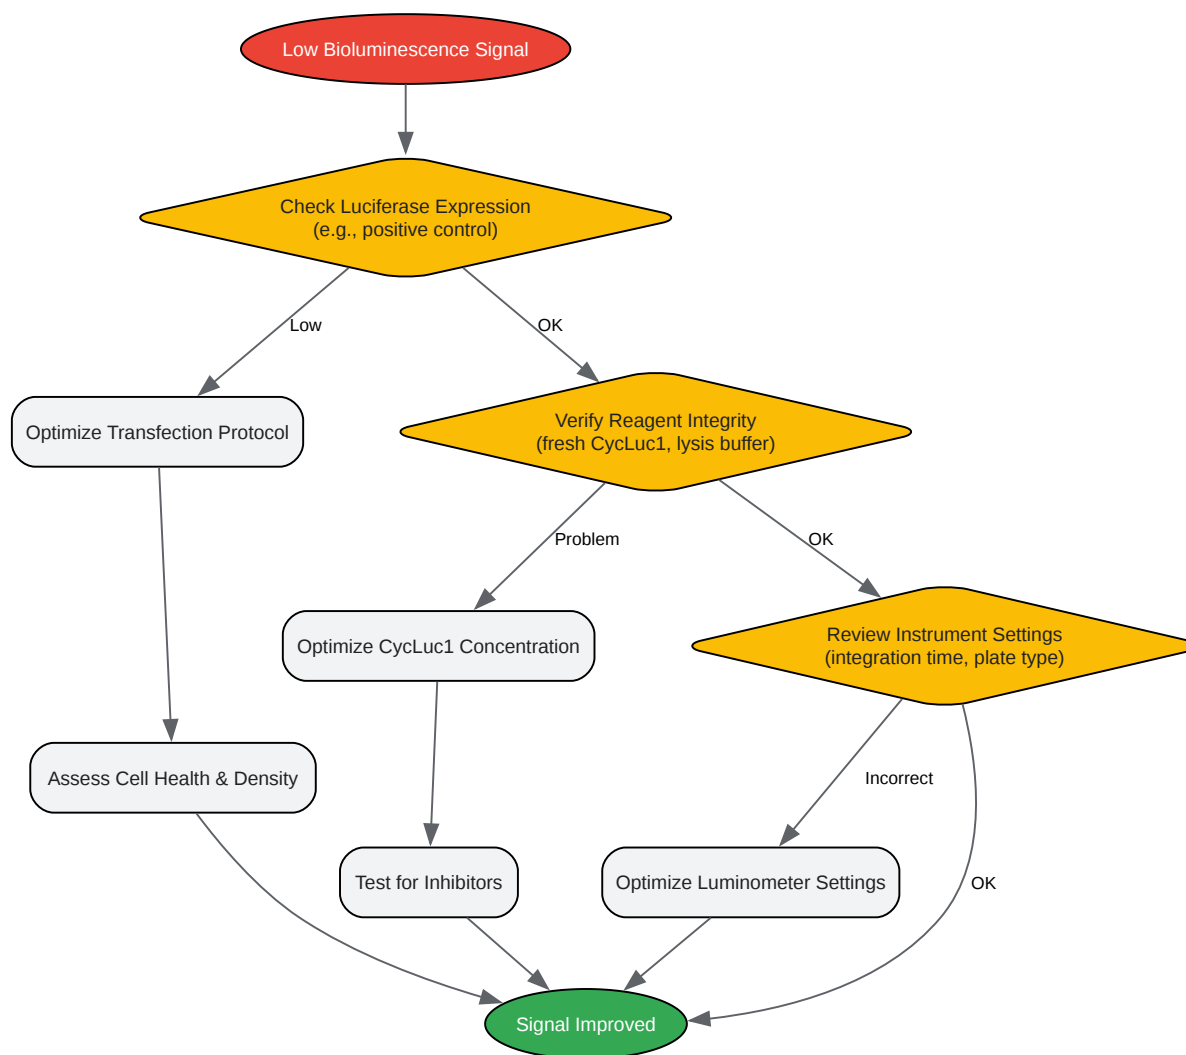 Low Bioluminescence Signal
Check Luciferase Expression
(e.g., positive control)
Low
OK
Optimize Transfection Protocol
Verify Reagent Integrity
(fresh CycLuc1, lysis buffer)
Problem
OK
Optimize CycLuc1 Concentration
Review Instrument Settings
(integration time, plate type)
Assess Cell Health & Density
Incorrect
Test for Inhibitors
Optimize Luminometer Settings
OK
Signal Improved